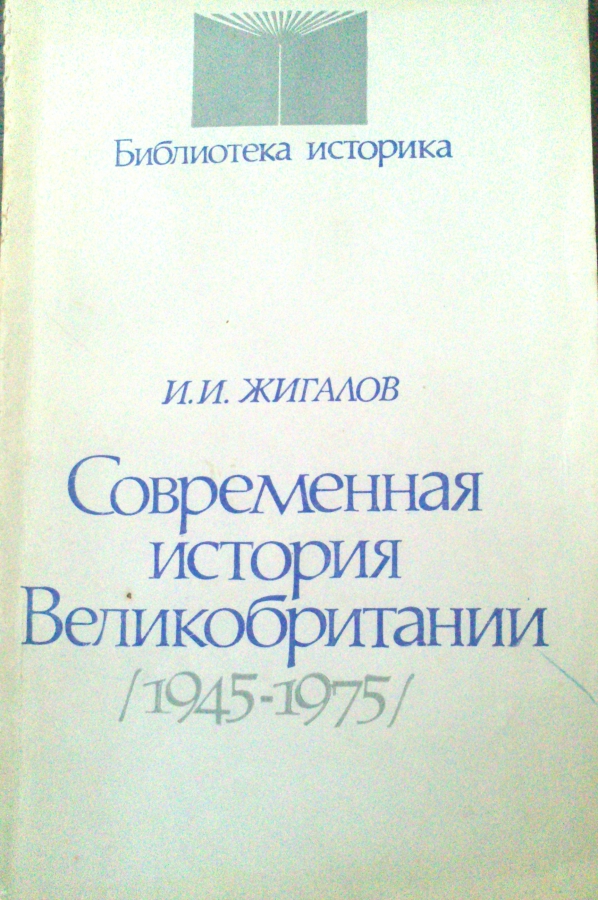 Библиотека историка
И.И. ЖИГАЛОВ
Современная
история
Великобритании
/1945-1975/